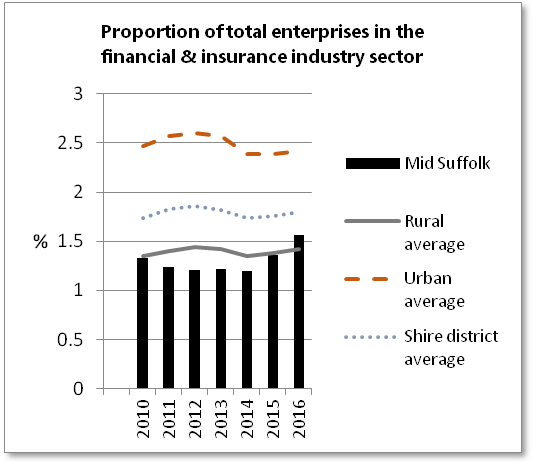 Proportion of total enterprises in the
financial & insurance industry sector
3
2.5
2
1.5
1
0.5
0
%
2010
2011
2012
2013
2014
2015
2016
Mid Suffolk
Rural
average
Urban
average
Shire district
average